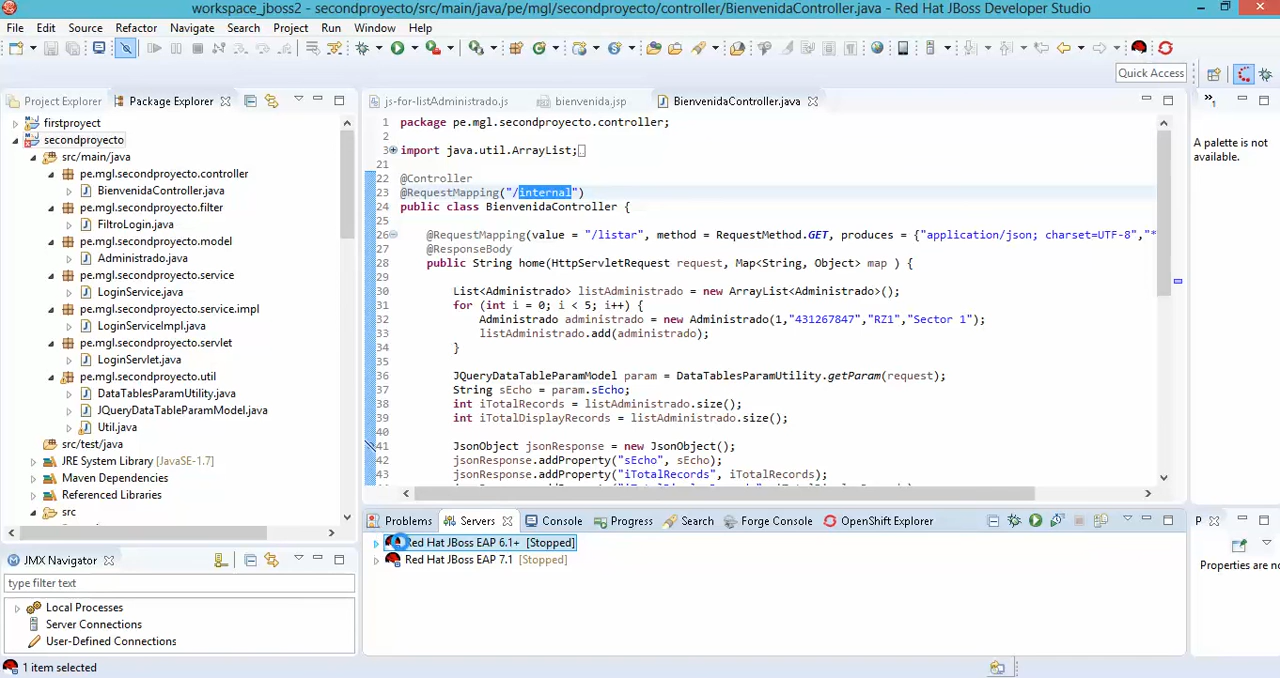 workspace_jboss2 - secondproyecto/src/main/java/pe/mgl/secondproyecto/controller/BienvenidaController.java - Red Hat JBoss Developer Studio
File Edit Source Refactor Navigate Search Project Run Window Help
Quick Access
Project Explorer Package Explorer
firstproject
secondproyecto
src/main/java
pe.mgl.secondproyecto.controller
BienvenidaController.java
pe.mgl.secondproyecto.filter
FiltroLogin.java
pe.mgl.secondproyecto.model
Administrado.java
pe.mgl.secondproyecto.service
LoginService.java
pe.mgl.secondproyecto.service.impl
LoginServiceImpl.java
pe.mgl.secondproyecto.servlet
LoginServlet.java
pe.mgl.secondproyecto.util
DataTablesParamUtility.java
JQueryDataTableParamModel.java
Util.java
src/test/java
JRE System Library [JavaSE-1.7]
Maven Dependencies
Referenced Libraries
src
JMX Navigator
type filter text
Local Processes
Server Connections
User-Defined Connections
1 item selected
js-for-listAdministrado.js bienvenida.jsp BienvenidaController.java
1 package pe.mgl.secondproyecto.controller;
2
3 import java.util.ArrayList;
21
22 @Controller
23 @RequestMapping("/internal")
24 public class BienvenidaController {
25
26 @RequestMapping(value = "/listar", method = RequestMethod.GET, produces = {"application/json; charset=UTF-8","*
27 @ResponseBody
28 public String home(HttpServletRequest request, Map<String, Object> map ) {
29
30 List<Administrado> listAdministrado = new ArrayList<Administrado>();
31 for (int i = 0; i < 5; i++) {
32 Administrado administrado = new Administrado(1,"431267847","RZ1","Sector 1");
33 listAdministrado.add(administrado);
34 }
35
36 JQueryDataTableParamModel param = DataTablesParamUtility.getParam(request);
37 String sEcho = param.sEcho;
38 int iTotalRecords = listAdministrado.size();
39 int iTotalDisplayRecords = listAdministrado.size();
40
41 JsonObject jsonResponse = new JsonObject();
42 jsonResponse.addProperty("sEcho", sEcho);
43 jsonResponse.addProperty("iTotalRecords", iTotalRecords);
Problems Servers Console Progress Search Forge Console OpenShift Explorer
Red Hat JBoss EAP 6.1+ [Stopped]
Red Hat JBoss EAP 7.1 [Stopped]
A palette is not
available.
P
Properties are no